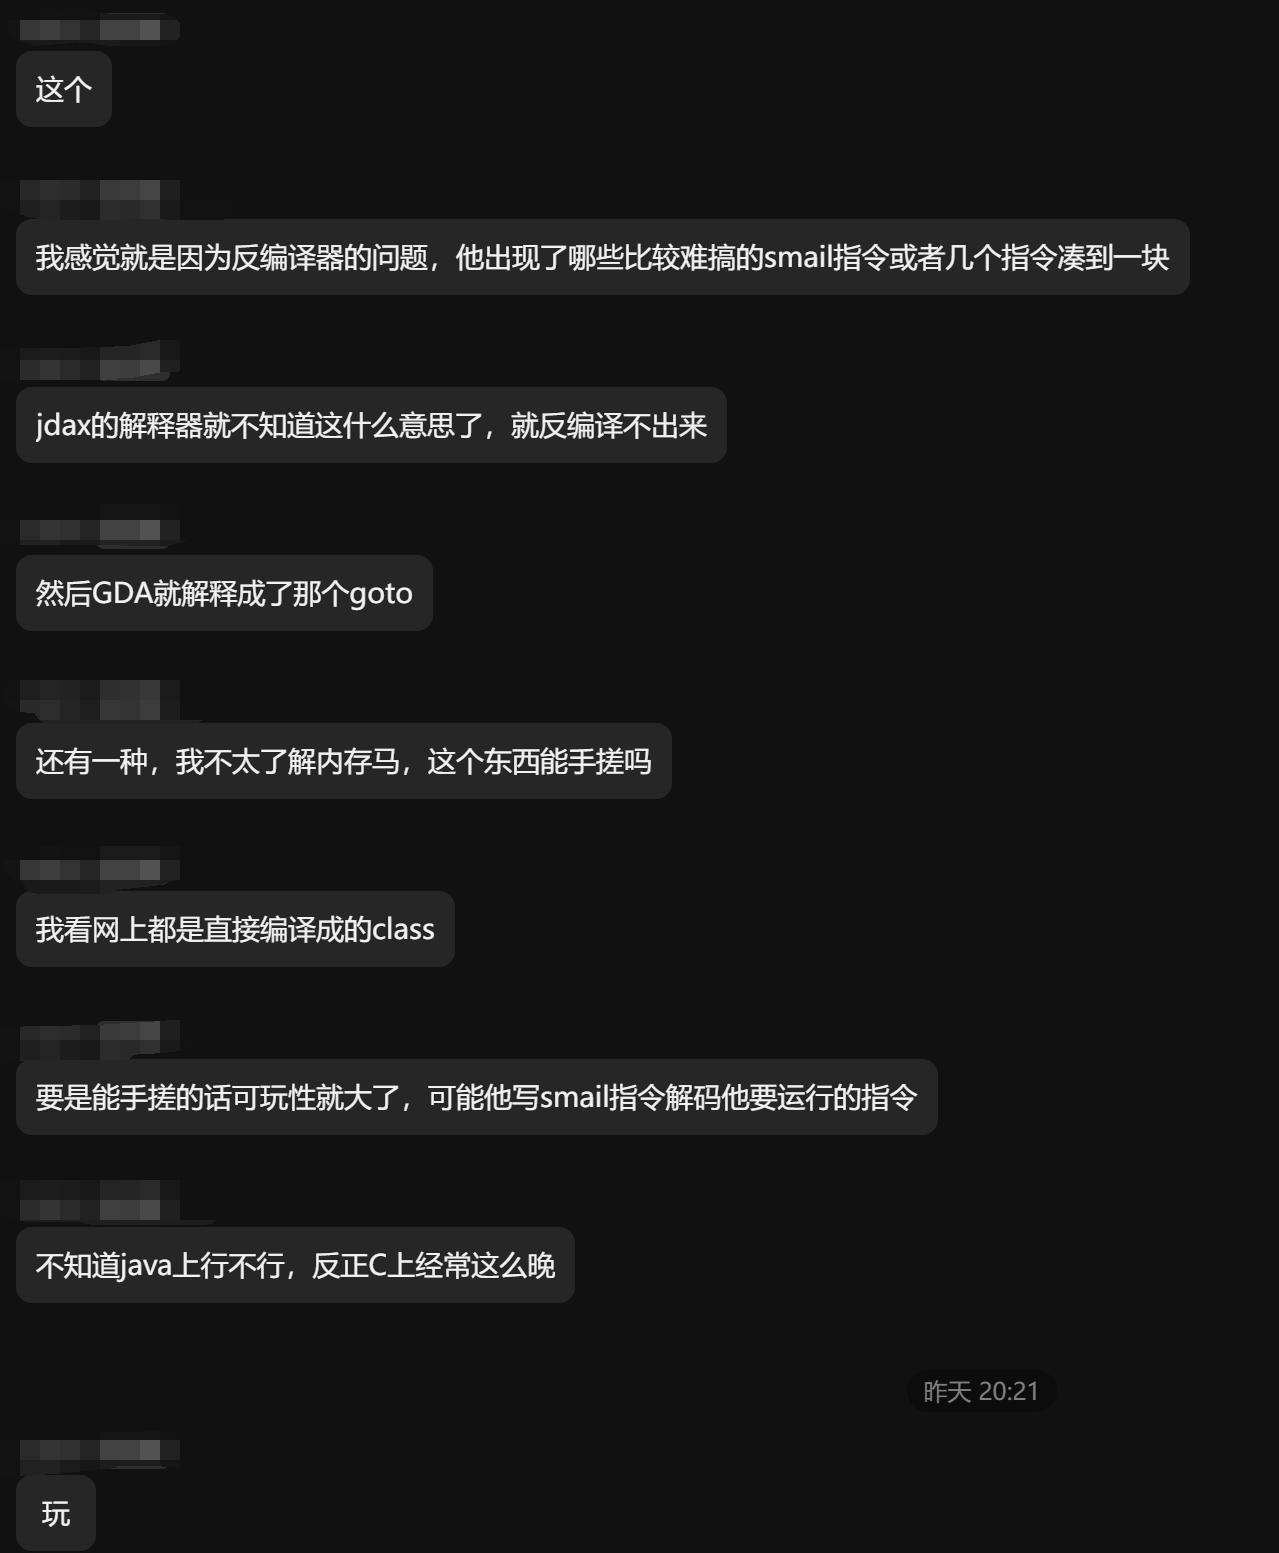 这个
我感觉就是因为反编译器的问题，他出现了哪些比较难搞的smail指令或者几个指令凑到一块
jdax的解释器就不知道这什么意思了，就反编译不出来
然后GDA就解释成了那个goto
还有一种，我不太了解内存马，这个东西能手搓吗
我看网上都是直接编译成的class
要是能手搓的话可玩性就大了，可能他写smail指令解码他要运行的指令
不知道java上行不行，反正C上经常这么晚
昨天 20:21
玩